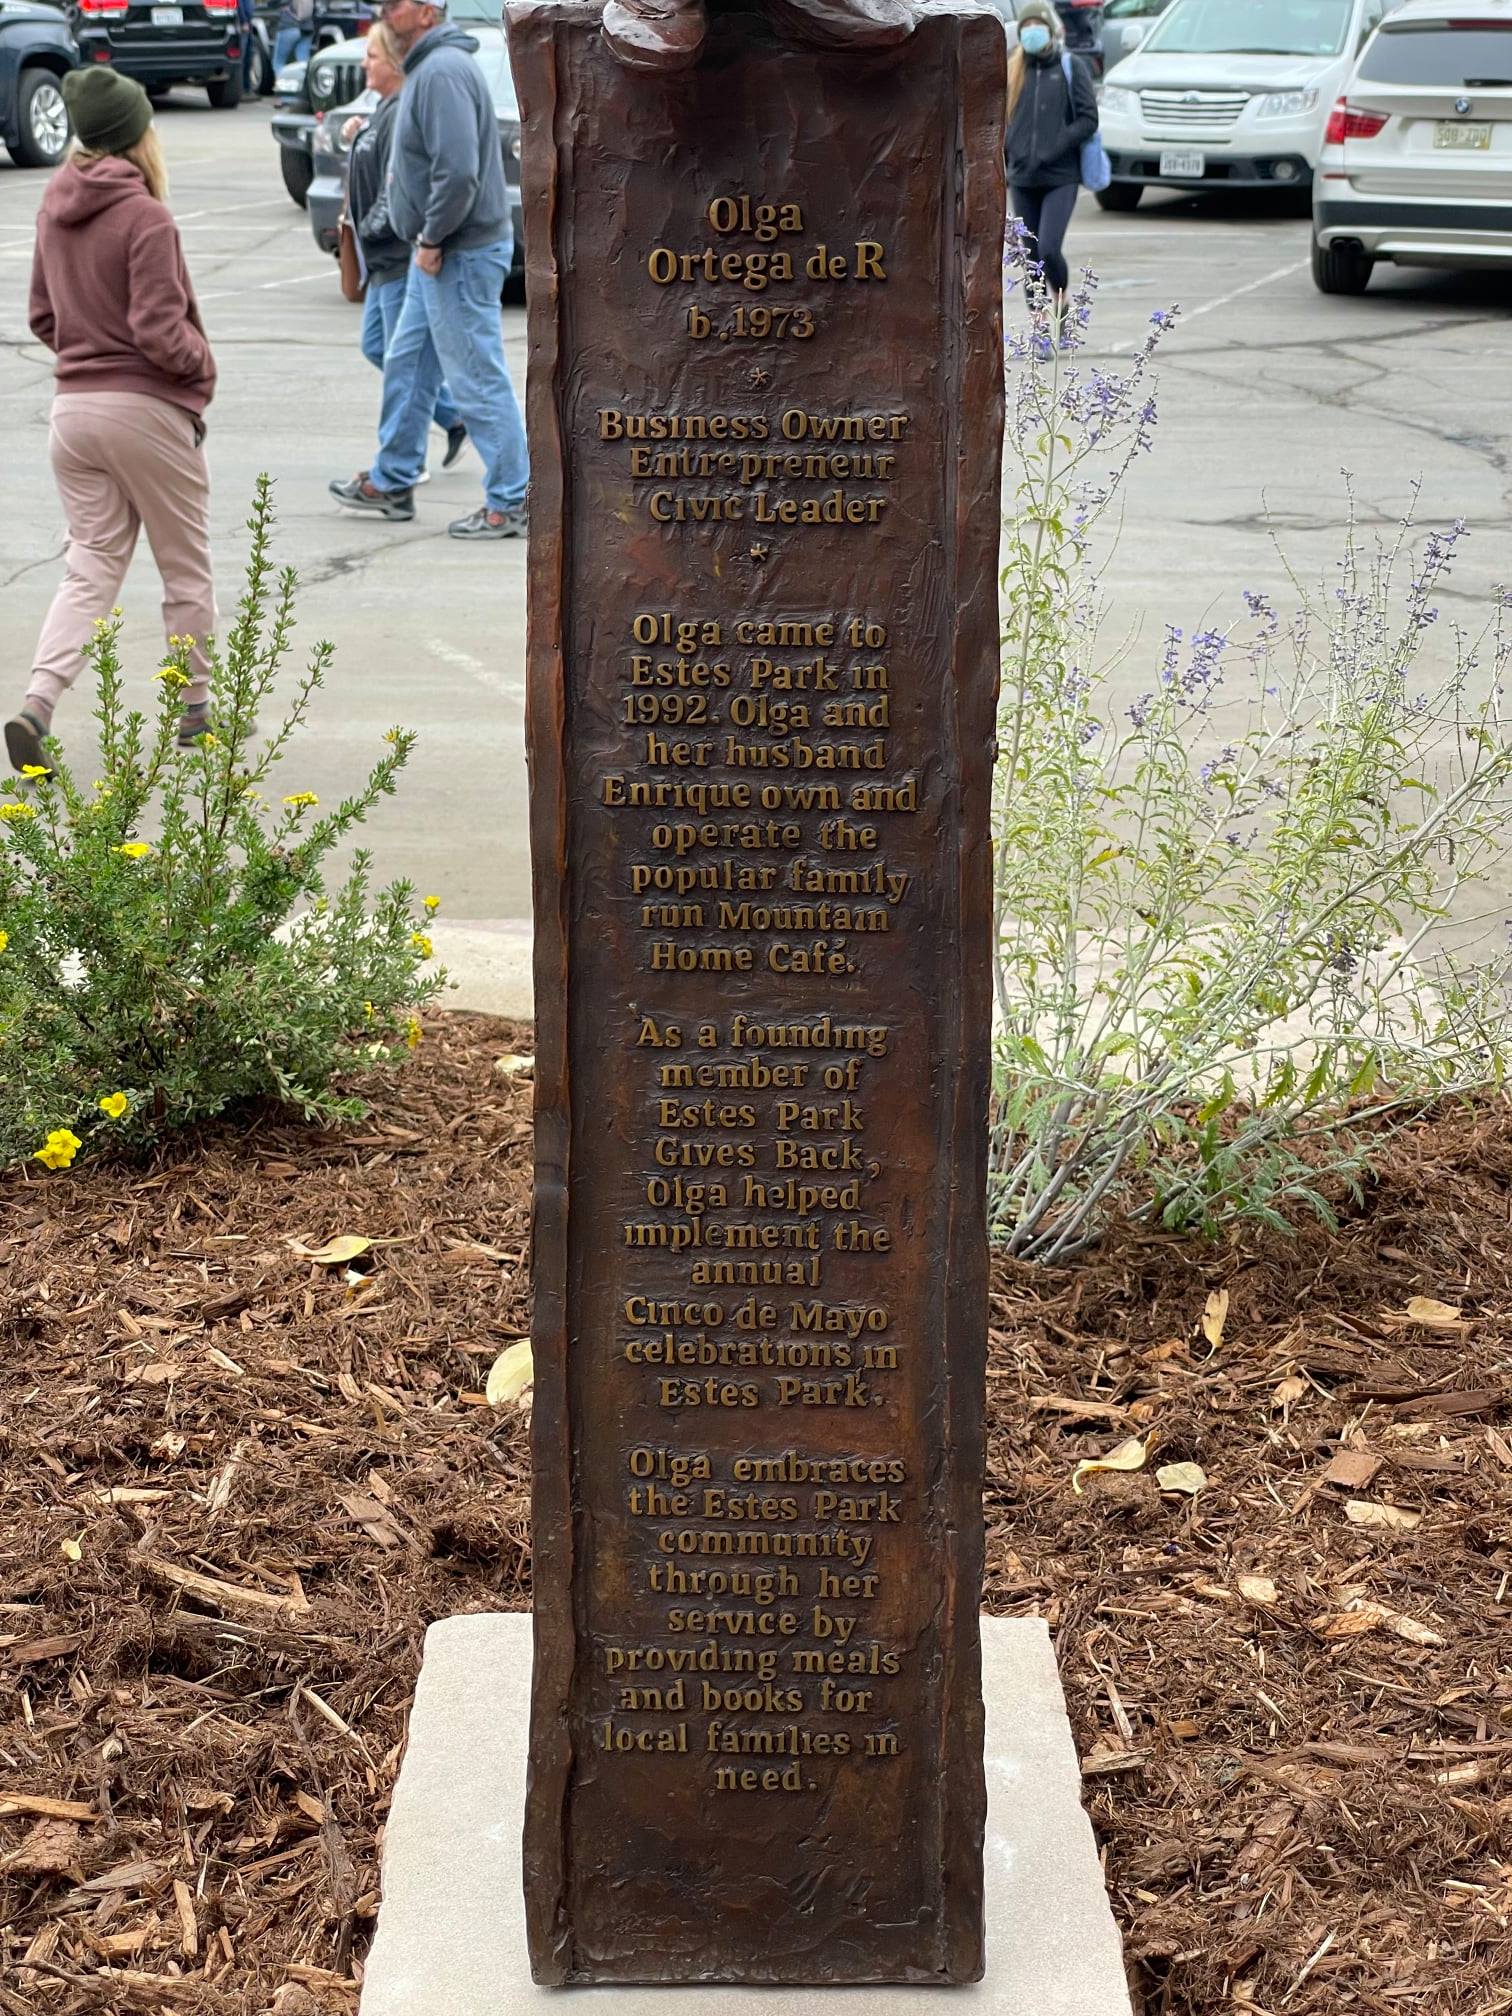 Olga
Ortega de R
b. 1973
*
Business Owner
Entrepreneur
Civic Leader
*
Olga came to
Estes Park in
1992. Olga and
her husband
Enrique own and
operate the
popular family
run Mountain
Home Café.
As a founding
member of
Estes Park
Gives Back,
Olga helped
implement the
annual
Cinco de Mayo
celebrations in
Estes Park.
Olga embraces
the Estes Park
community
through her
service by
providing meals
and books for
local families in
need.